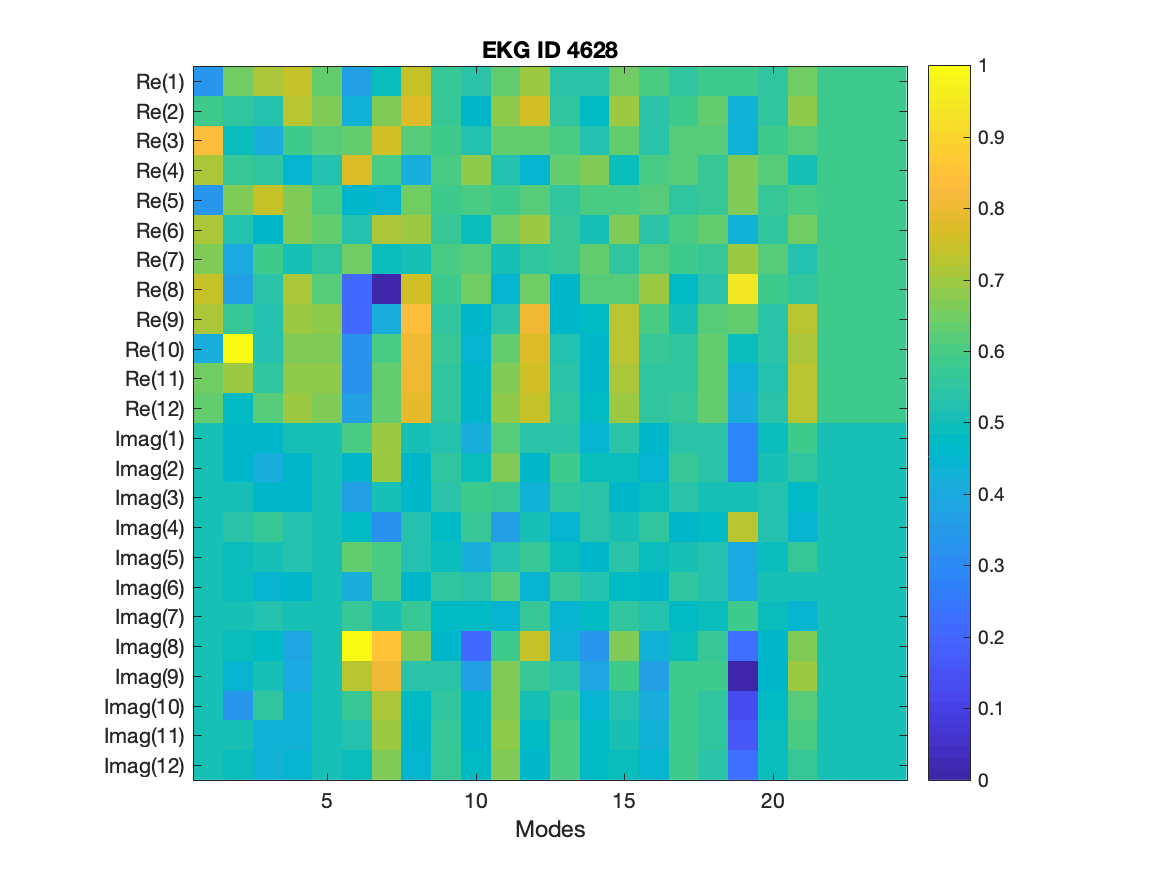 EKG ID 4628
Re(1)
Re(2)
Re(3)
Re(4)
Re(5)
Re(6)
Re(7)
Re(8)
Re(9)
Re(10)
Re(11)
Re(12)
Imag(1)
Imag(2)
Imag(3)
Imag(4)
Imag(5)
Imag(6)
Imag(7)
Imag(8)
Imag(9)
Imag(10)
Imag(11)
Imag(12)
5 10 15 20
Modes
1
0.9
0.8
0.7
0.6
0.5
0.4
0.3
0.2
0.1
0